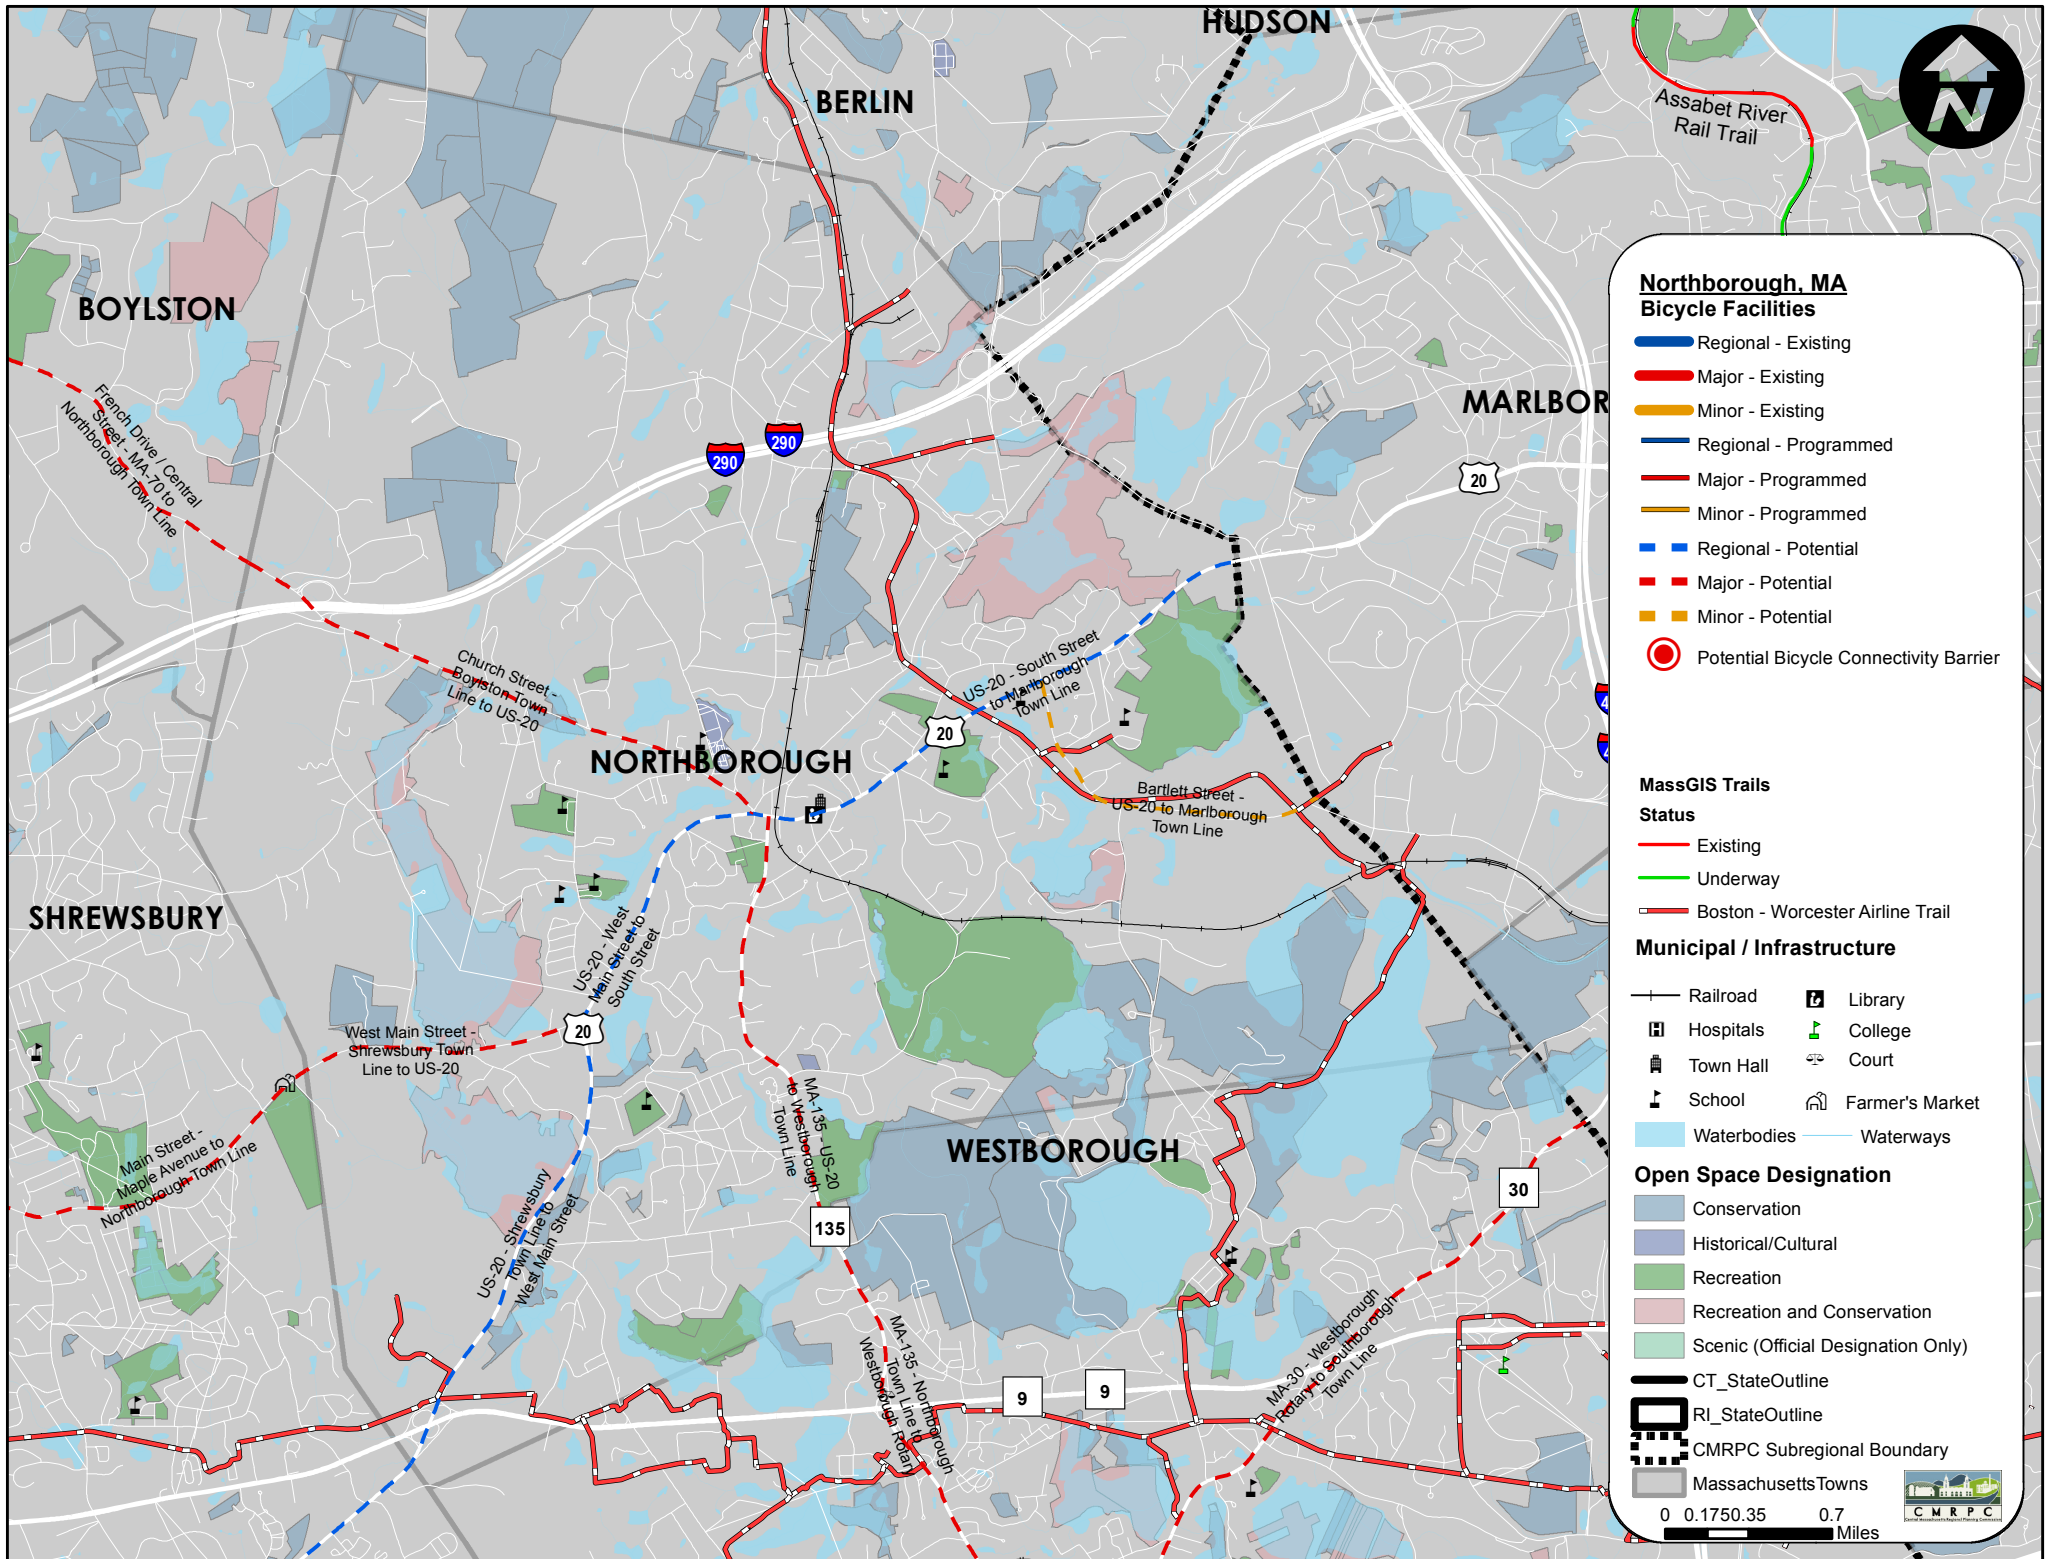 HUDSON
BERLIN
Assabet River
Rail Trail
N
BOYLSTON
MARLBOR
290
290
20
French Drive / Central
Street - MA-70 to
Northborough Town Line
Church Street -
Boylston Town
Line to US-20
US-20 - South Street
to Marlborough
Town Line
20
NORTHBOROUGH
Bartlett Street -
US-20 to Marlborough
Town Line
SHREWSBURY
US-20 - West
Main Street to
South Street
20
West Main Street -
Shrewsbury Town
Line to US-20
MA-135 - US-20
to Westborough
Town Line
WESTBOROUGH
Main Street -
Maple Avenue to
Northborough Town Line
US-20 - Shrewsbury
Town Line to
West Main Street
135
30
MA-135 - Northborough
Town Line to
Westborough Rotary
MA-30 - Westborough
Rotary to Southborough
Town Line
9
9
Northborough, MA
Bicycle Facilities
Regional - Existing
Major - Existing
Minor - Existing
Regional - Programmed
Major - Programmed
Minor - Programmed
Regional - Potential
Major - Potential
Minor - Potential
Potential Bicycle Connectivity Barrier
4
4
MassGIS Trails
Status
Existing
Underway
Boston - Worcester Airline Trail
Municipal / Infrastructure
Railroad
Library
H
Hospitals
College
Town Hall
Court
School
Farmer's Market
Waterbodies
Waterways
Open Space Designation
Conservation
Historical/Cultural
Recreation
Recreation and Conservation
Scenic (Official Designation Only)
CT_StateOutline
RI_StateOutline
CMRPC Subregional Boundary
MassachusettsTowns
CMRPC
Central Massachusetts Regional Planning Commission
0 0.1750.35 0.7
Miles